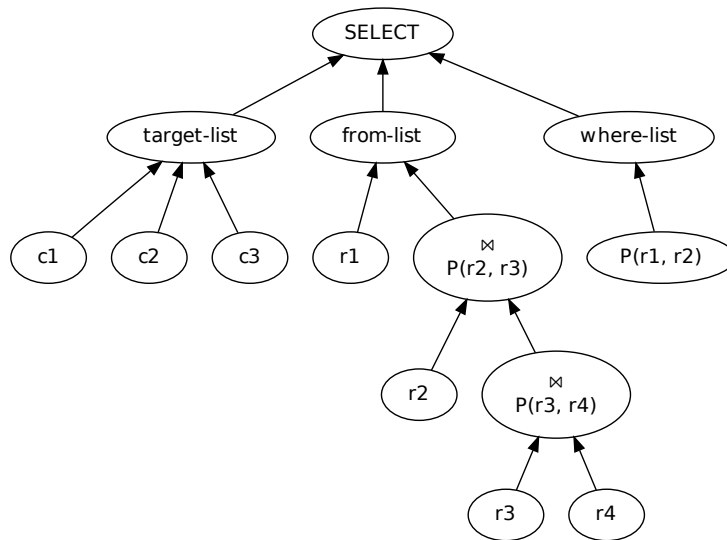 SELECT
target-list
from-list
where-list
c1
c2
c3
r1
⋈
P(r2, r3)
P(r1, r2)
r2
⋈
P(r3, r4)
r3
r4